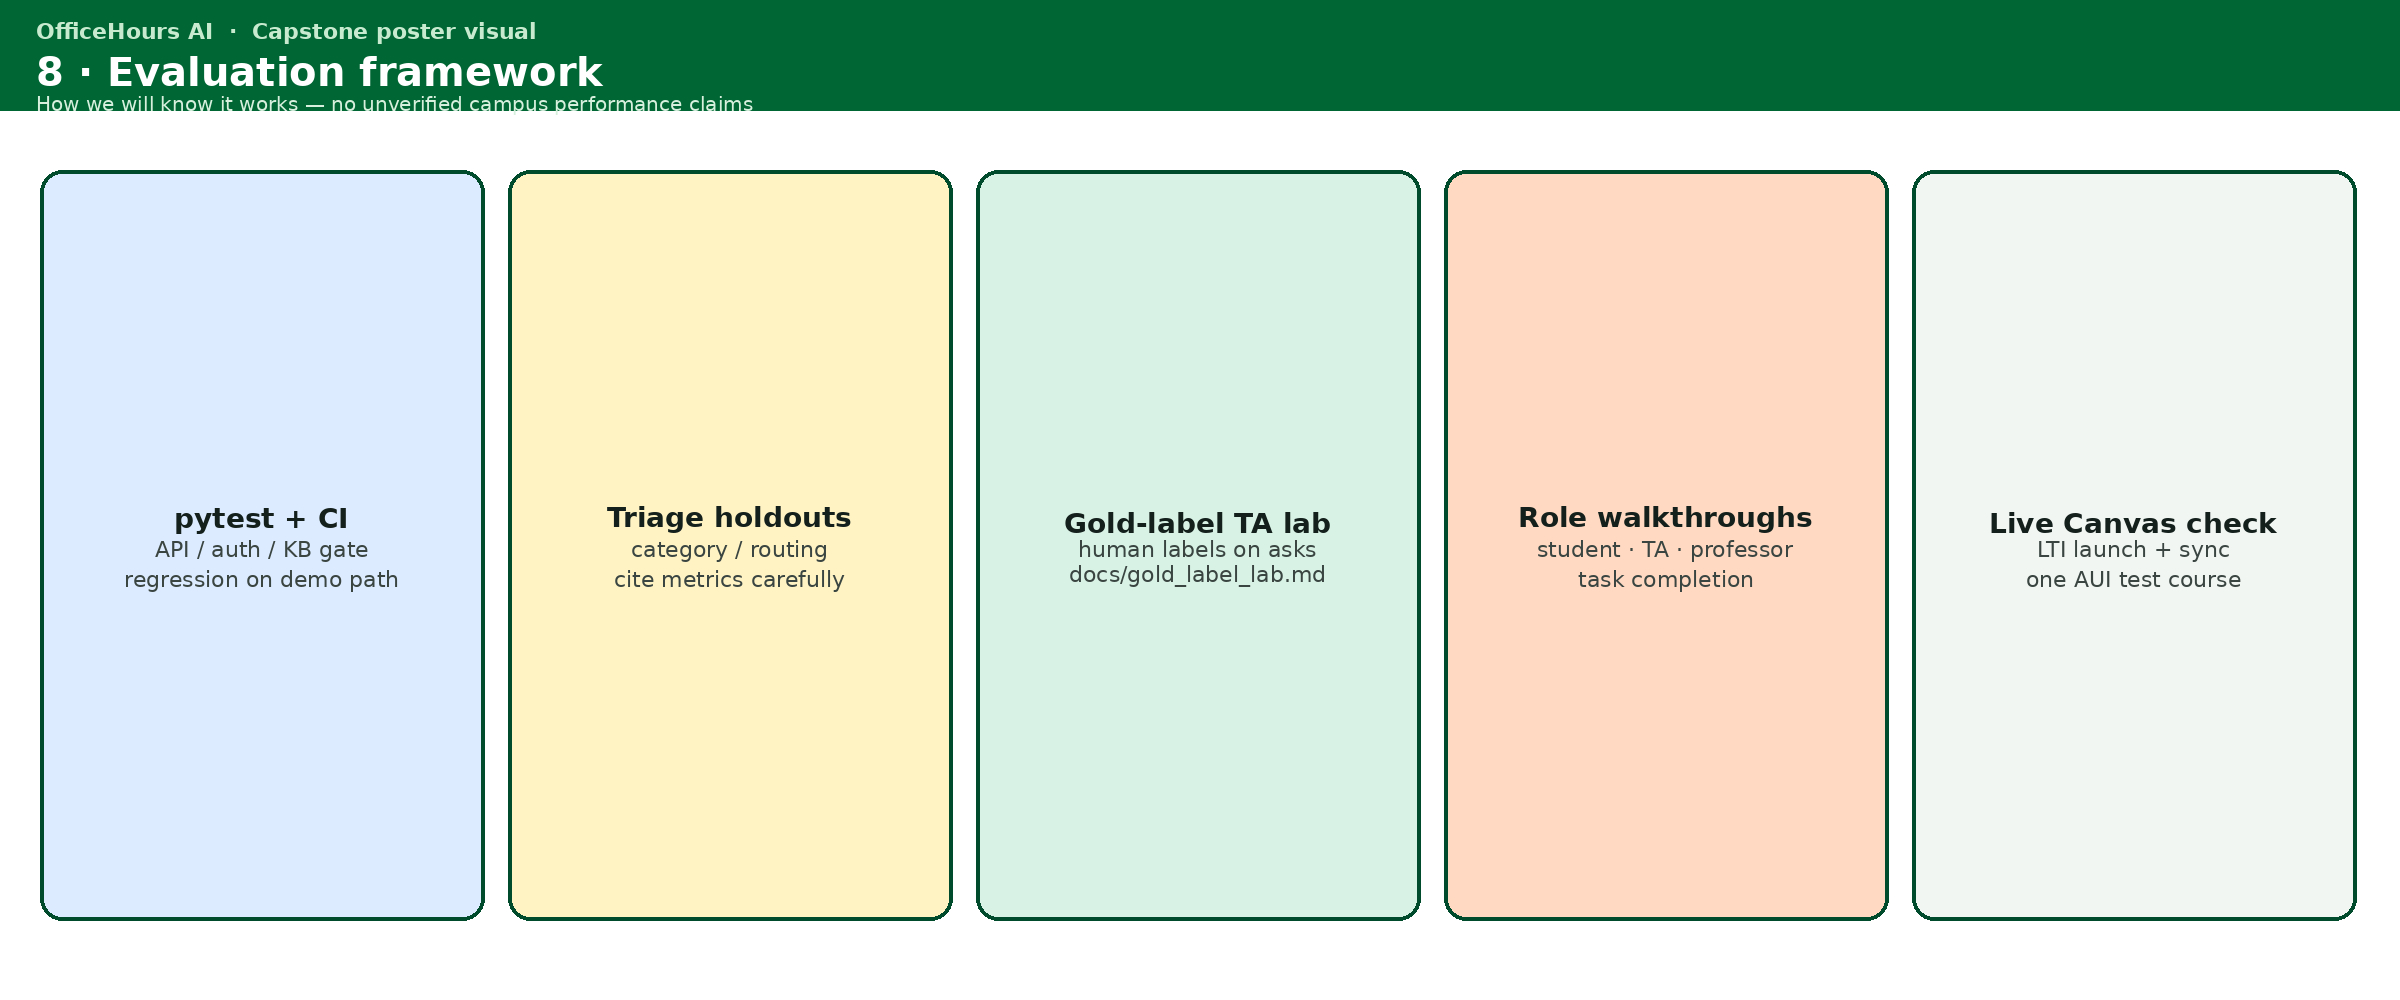 OfficeHours AI · Capstone poster visual
8 · Evaluation framework
How we will know it works — no unverified campus performance claims
pytest + CI
API / auth / KB gate
regression on demo path
Triage holdouts
category / routing
cite metrics carefully
Gold-label TA lab
human labels on asks
docs/gold_label_lab.md
Role walkthroughs
student · TA · professor
task completion
Live Canvas check
LTI launch + sync
one AUI test course